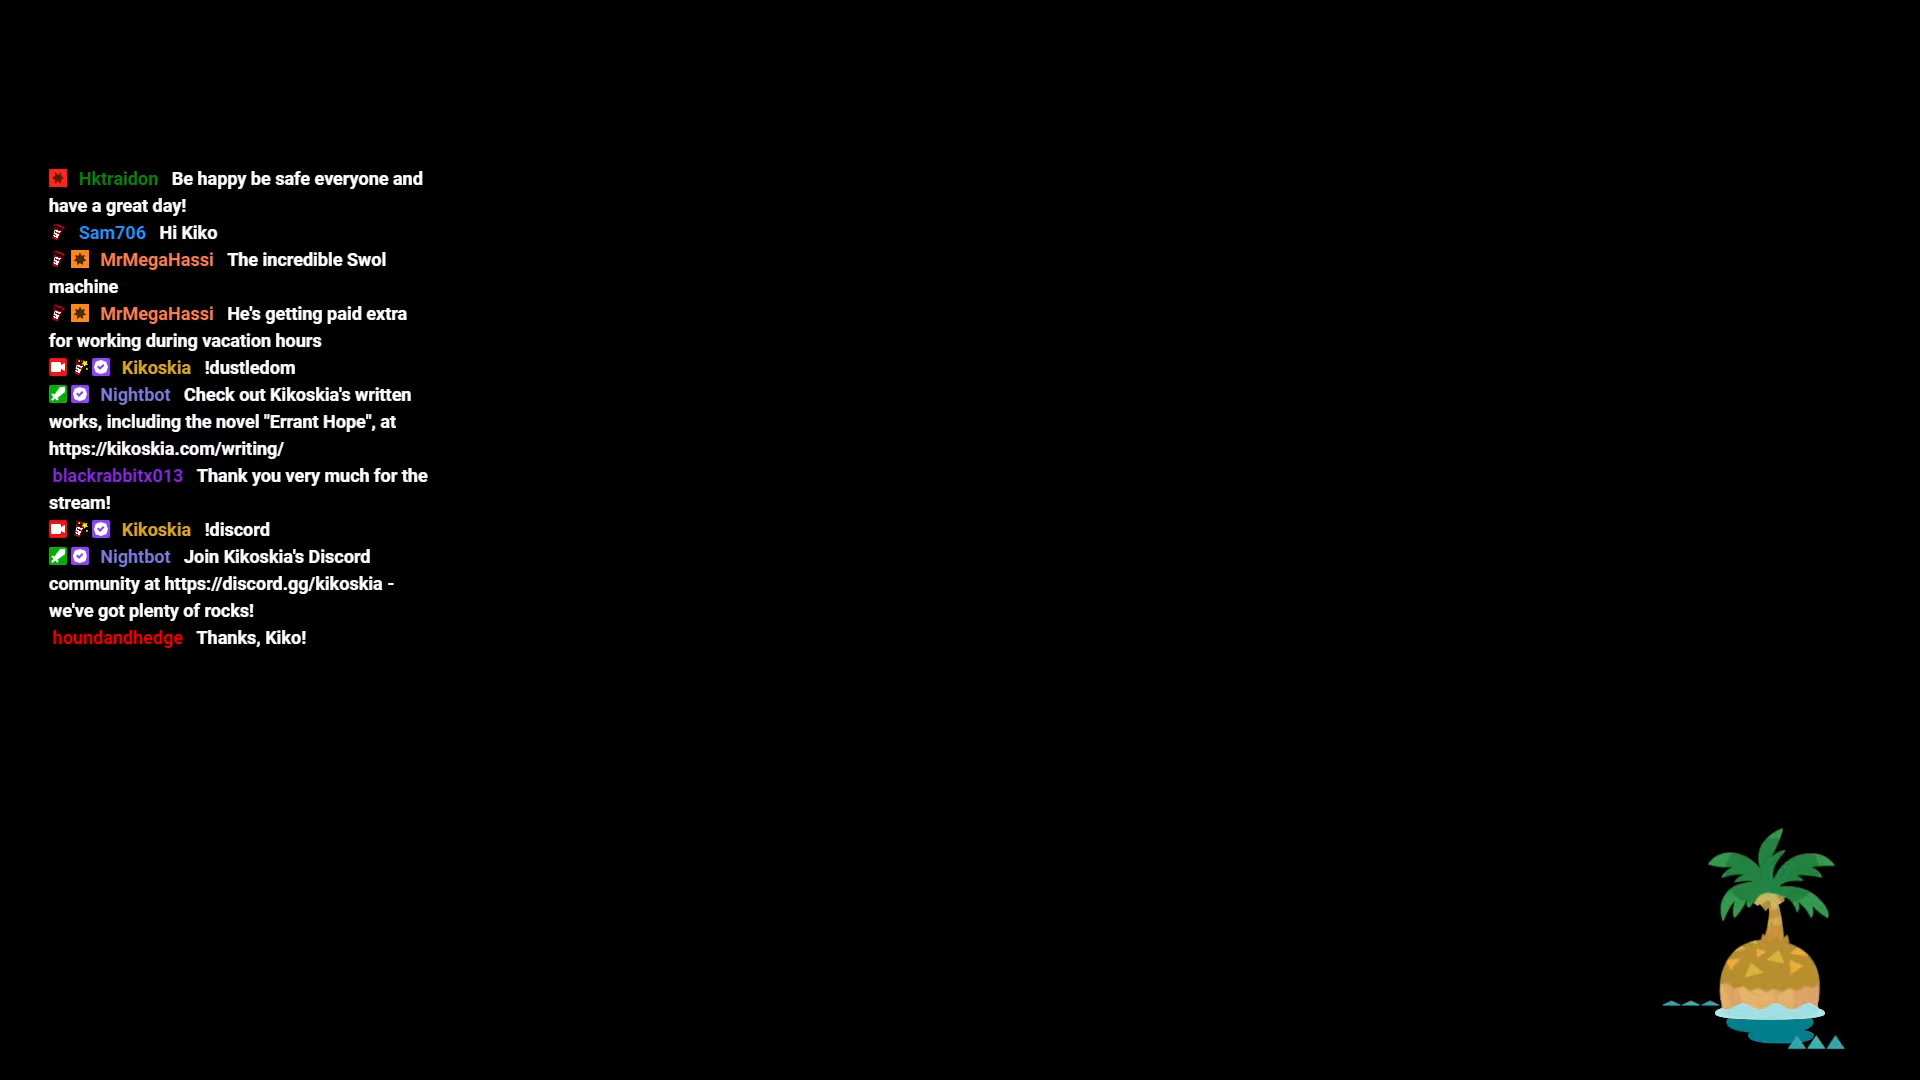 Hktraidon Be happy be safe everyone and
have a great day!
Sam706 Hi Kiko
MrMegaHassi The incredible Swol
machine
MrMegaHassi He's getting paid extra
for working during vacation hours
Kikoskia !dustledom
Nightbot Check out Kikoskia's written
works, including the novel "Errant Hope", at
https://kikoskia.com/writing/
blackrabbitx013 Thank you very much for the
stream!
Kikoskia !discord
Nightbot Join Kikoskia's Discord
community at https://discord.gg/kikoskia -
we've got plenty of rocks!
houndandhedge Thanks, Kiko!